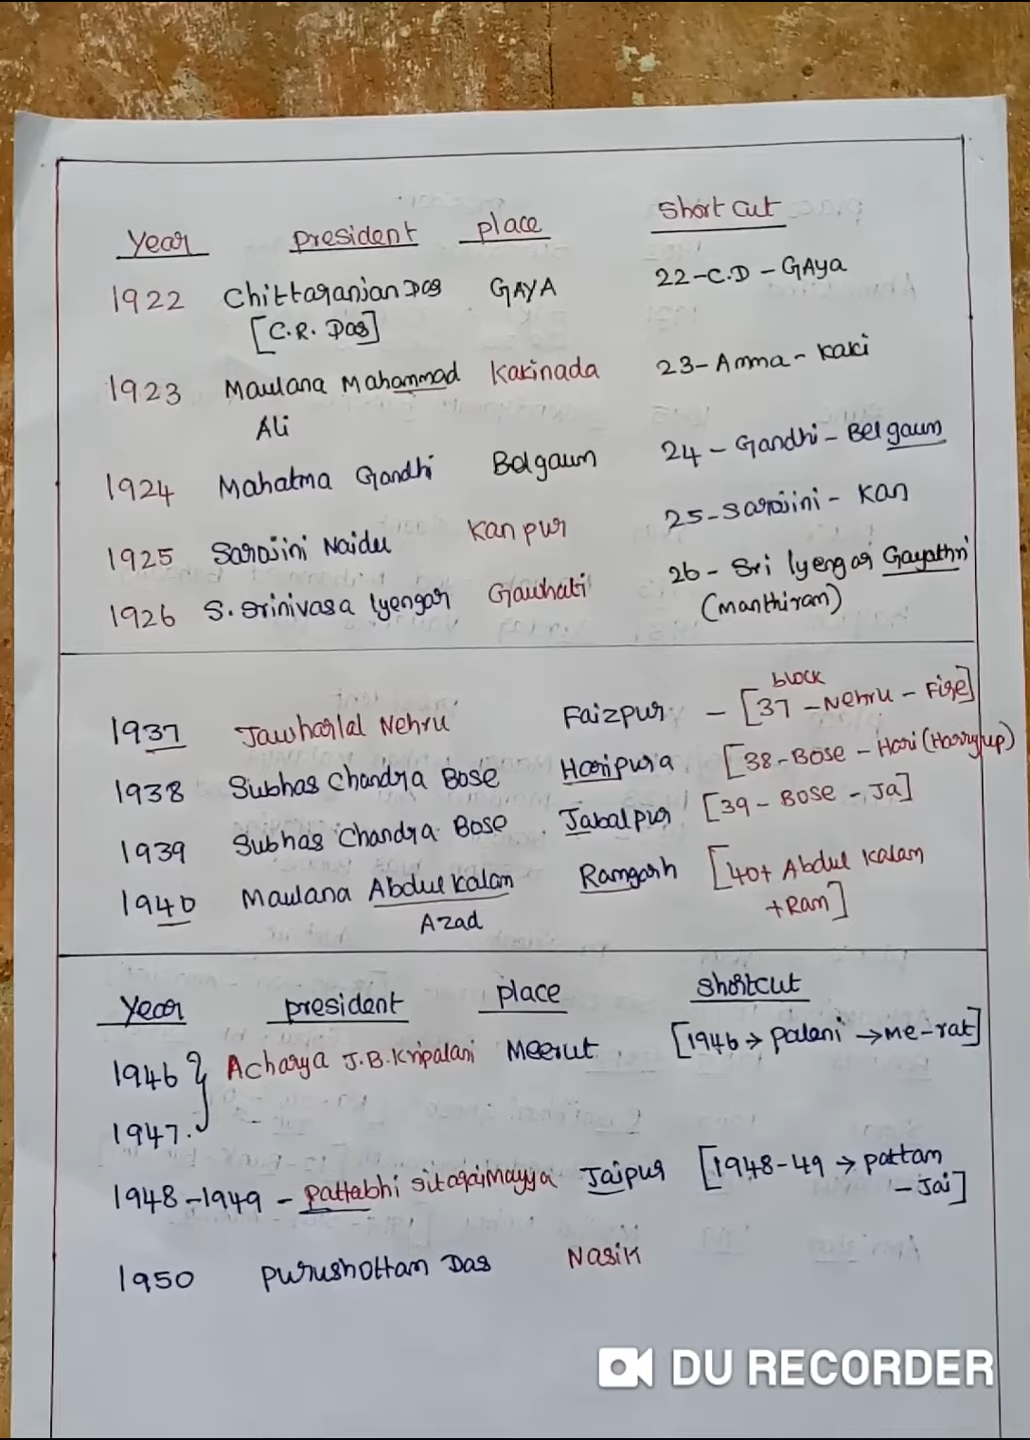 Year president place Short cut
1922 Chittaranjan Das GAYA 22-C.D - GAya
[C.R. Das]
1923 Maulana Mahammad Kakinada 23- Amma - Kaki
Ali
1924 Mahatma Gandhi Belgaum 24 - Gandhi - Belgaum
1925 Sarojini Naidu Kanpur 25-Sarojini - Kan
1926 S. Srinivasa Iyengar Gauhati 26 - Sri Iyengar Gayathri
(Manthiram)
block
1937 Jawharlal Nehru Faizpur - [37 - Nehru - Fire]
1938 Subhas Chandra Bose Haripura [38-Bose - Hari (Harryup)
1939 Subhas Chandra Bose Jabalpur [39 - Bose - Ja]
1940 Maulana Abdul Kalam Ramgarh [40+ Abdul Kalam
Azad +Ram]
Year president place shortcut
1946 } Acharya J.B.Kripalani Meerut [1946 → palani → me-rat]
1947.
1948-1949 - pattabhi sitaraimayya Jaipur [1948-49 → pattam
- Jai]
1950 purushottam Das Nasik
DU RECORDER